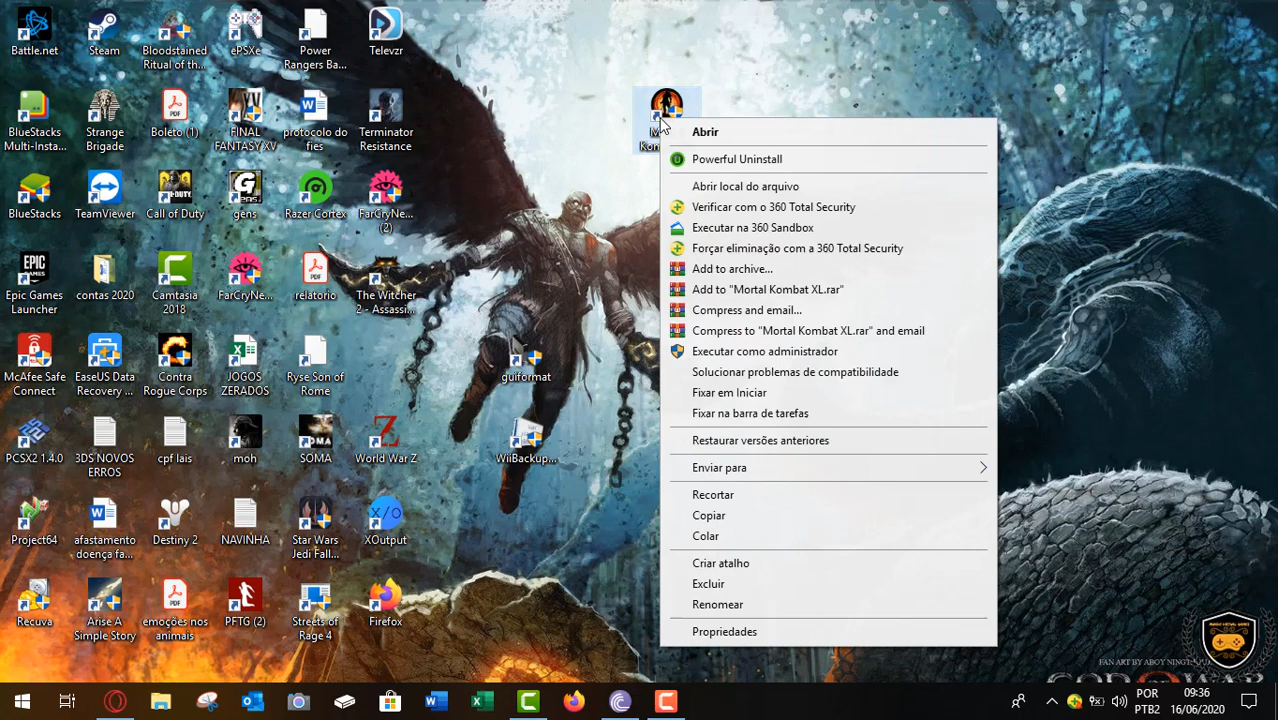 Battle.net
Steam
Bloodstained
Ritual of th...
ePSXe
Power
Rangers Ba...
Televzr
BlueStacks
Multi-Insta...
Strange
Brigade
Boleto (1)
FINAL
FANTASY XV
protocolo do
fies
Terminator
Resistance
BlueStacks
TeamViewer
Call of Duty
gens
Razer Cortex
FarCryNe...
(2)
Epic Games
Launcher
contas 2020
Camtasia
2018
FarCryNe...
relatorio
The Witcher
2 - Assassi...
McAfee Safe
Connect
EaseUS Data
Recovery ...
Contra
Rogue Corps
JOGOS
ZERADOS
Ryse Son of
Rome
guiformat
PCSX2 1.4.0
3DS NOVOS
ERROS
cpf lais
moh
SOMA
World War Z
WiiBackup...
Project64
afastamento
doença fa...
Destiny 2
NAVINHA
Star Wars
Jedi Fall...
XOutput
Recuva
Arise A
Simple Story
emoções nos
animais
PFTG (2)
Streets of
Rage 4
Firefox
Abrir
Powerful Uninstall
Abrir local do arquivo
Verificar com o 360 Total Security
Executar na 360 Sandbox
Forçar eliminação com a 360 Total Security
Add to archive...
Add to "Mortal Kombat XL.rar"
Compress and email...
Compress to "Mortal Kombat XL.rar" and email
Executar como administrador
Solucionar problemas de compatibilidade
Fixar em Iniciar
Fixar na barra de tarefas
Restaurar versões anteriores
Enviar para
Recortar
Copiar
Colar
Criar atalho
Excluir
Renomear
Propriedades
FAN ART BY ABOY
POR
PTB2
09:36
16/06/2020